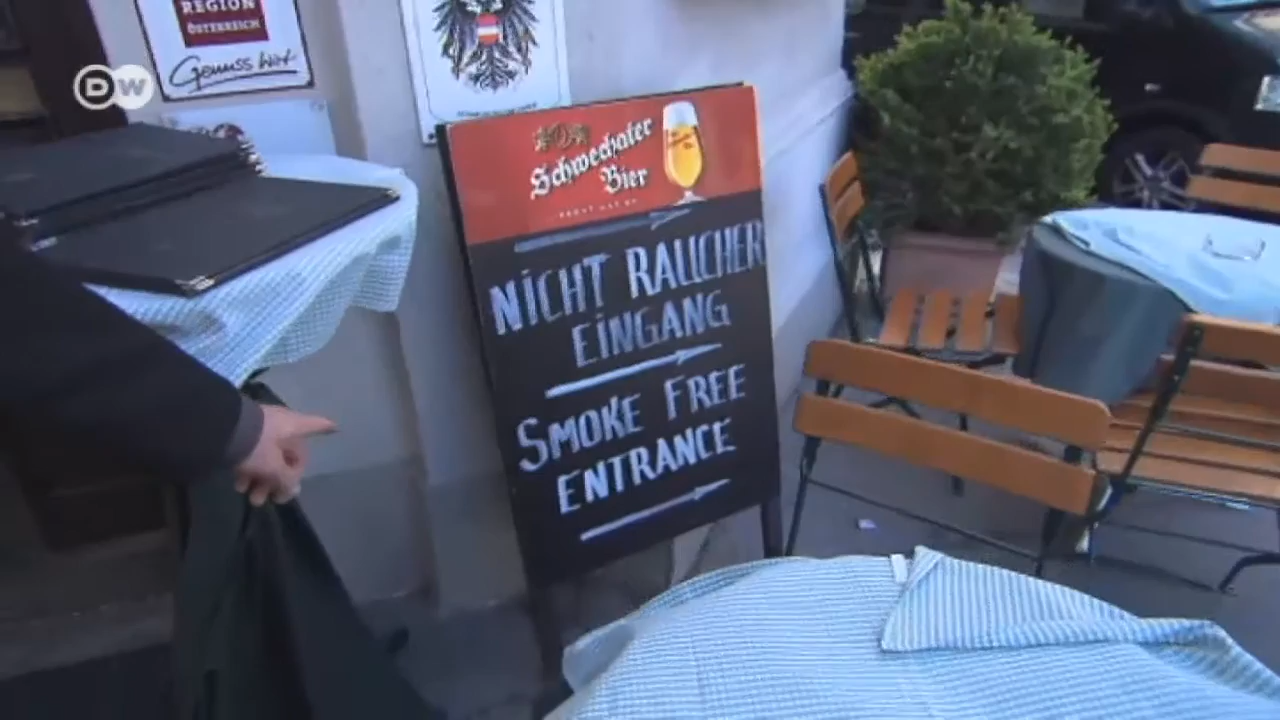 REGION
ÖSTERREICH
Genuss Wirt
DW
Schwechater
Bier
NiCHT RAUCHER
EiNGANG
SMOKE FREE
ENTRANCE